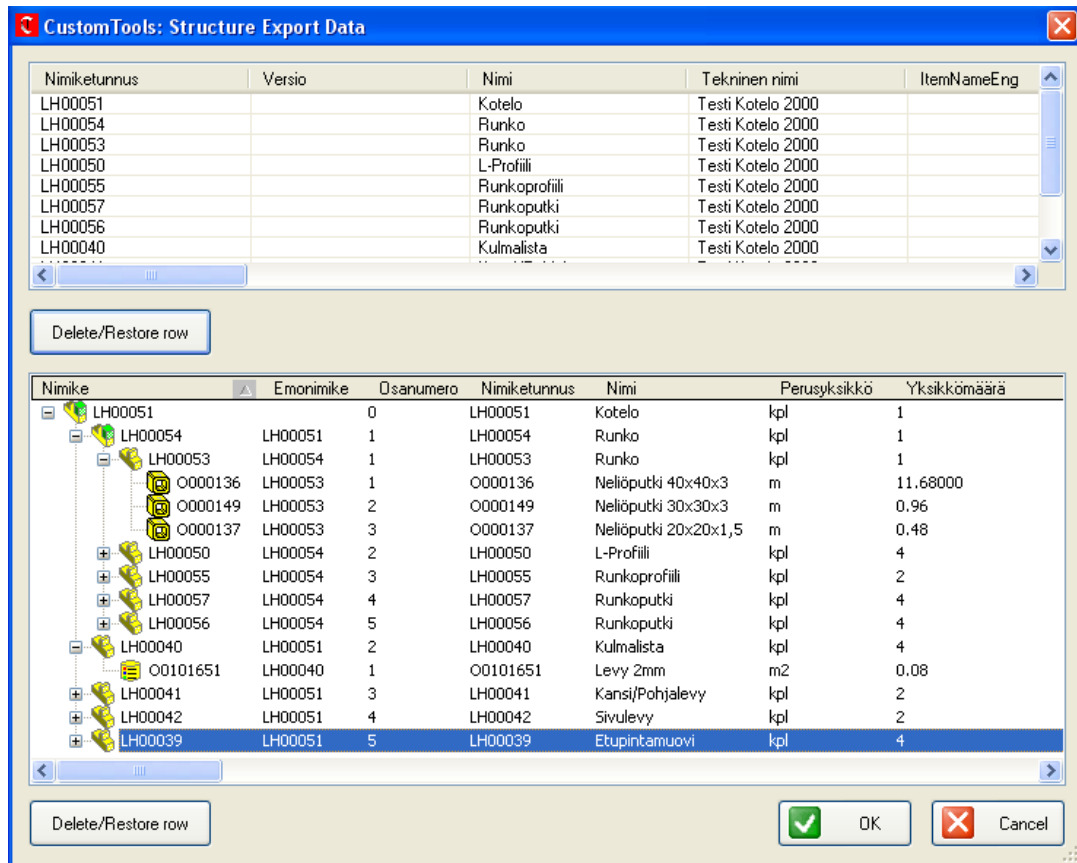 CustomTools: Structure Export Data
Nimiketunnus Versio Nimi Tekninen nimi ItemNameEng
LH00051 Kotelo Testi Kotelo 2000
LH00054 Runko Testi Kotelo 2000
LH00053 Runko Testi Kotelo 2000
LH00050 L-Profiili Testi Kotelo 2000
LH00055 Runkoprofiili Testi Kotelo 2000
LH00057 Runkoputki Testi Kotelo 2000
LH00056 Runkoputki Testi Kotelo 2000
LH00040 Kulmalista Testi Kotelo 2000
Delete/Restore row
Nimike Emonimike Osanumero Nimiketunnus Nimi Perusyksikkö Yksikkömäärä
LH00051 0 LH00051 Kotelo kpl 1
LH00054 LH00051 1 LH00054 Runko kpl 1
LH00053 LH00054 1 LH00053 Runko kpl 1
O000136 LH00053 1 O000136 Neliöputki 40x40x3 m 11.68000
O000149 LH00053 2 O000149 Neliöputki 30x30x3 m 0.96
O000137 LH00053 3 O000137 Neliöputki 20x20x1,5 m 0.48
LH00050 LH00054 2 LH00050 L-Profiili kpl 4
LH00055 LH00054 3 LH00055 Runkoprofiili kpl 2
LH00057 LH00054 4 LH00057 Runkoputki kpl 4
LH00056 LH00054 5 LH00056 Runkoputki kpl 4
LH00040 LH00051 2 LH00040 Kulmalista kpl 4
O0101651 LH00040 1 O0101651 Levy 2mm m2 0.08
LH00041 LH00051 3 LH00041 Kansi/Pohjalevy kpl 2
LH00042 LH00051 4 LH00042 Sivulevy kpl 2
LH00039 LH00051 5 LH00039 Etupintamuovi kpl 4
Delete/Restore row OK Cancel